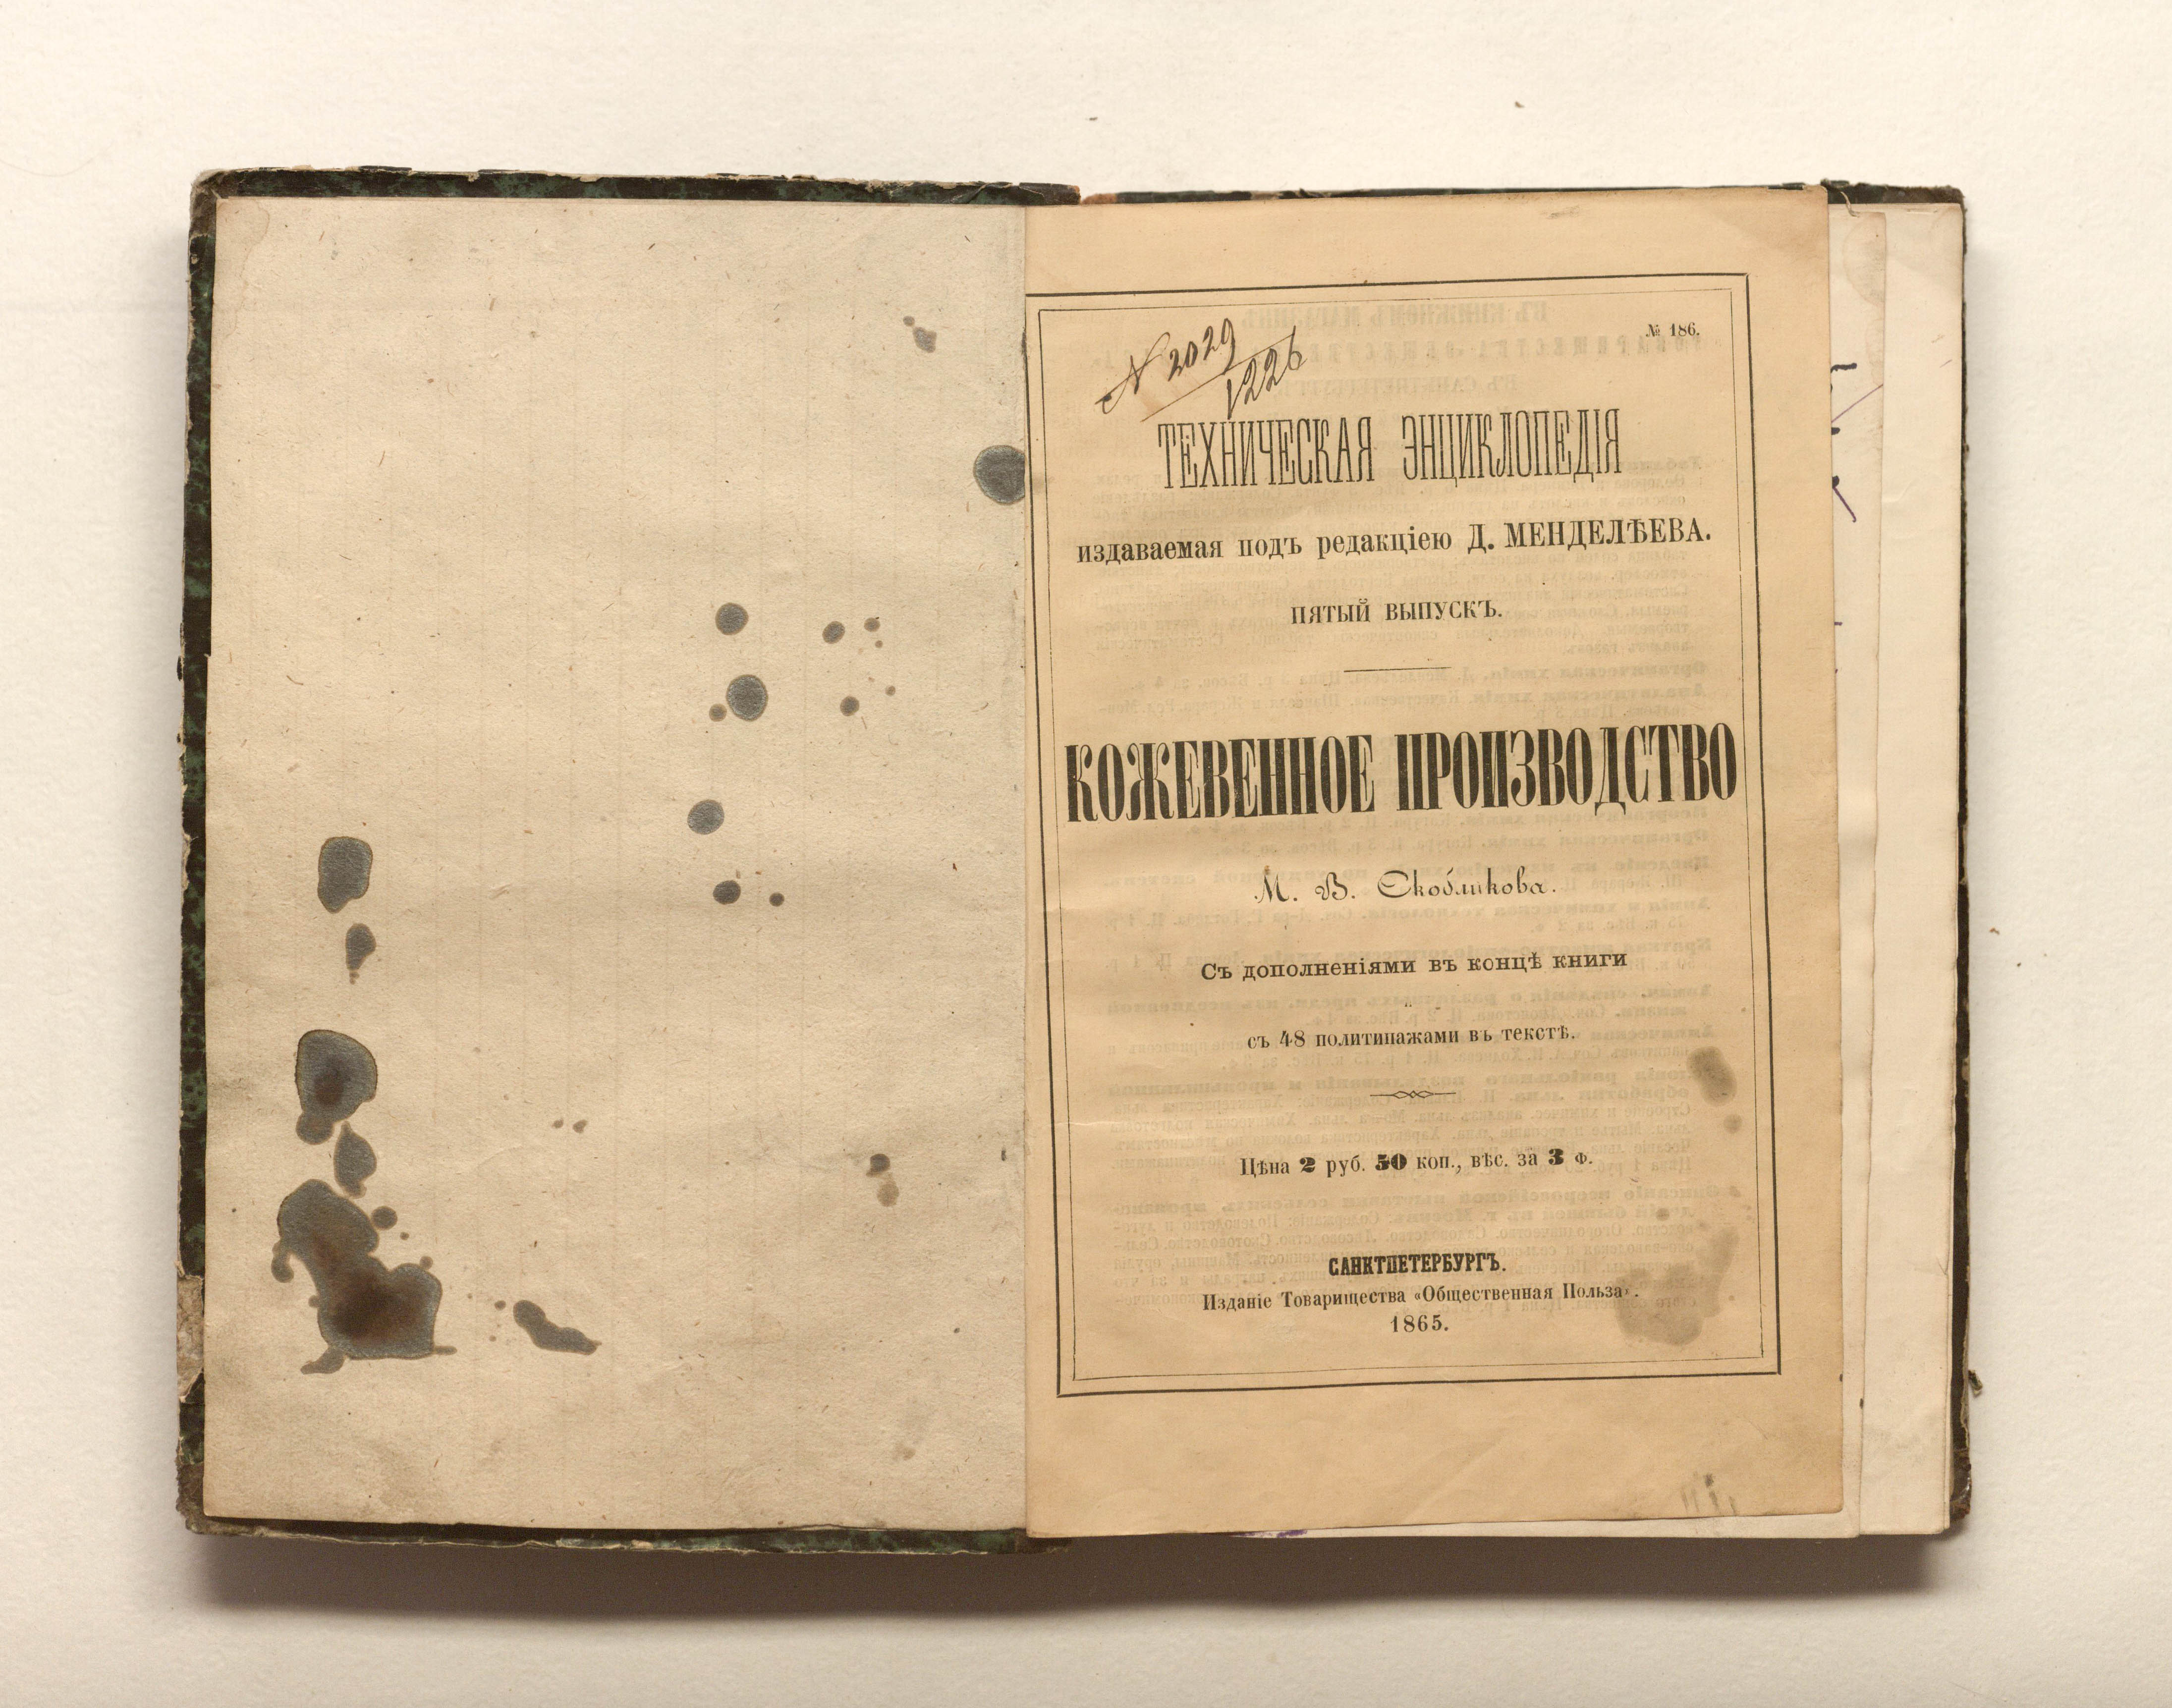 № 2029
1226
№ 186.
ТЕХНИЧЕСКАЯ ЭНЦИКЛОПЕДІЯ
издаваемая подъ редакціею Д. МЕНДЕЛѢЕВА.
ПЯТЫЙ ВЫПУСКЪ.
КОЖЕВЕННОЕ ПРОИЗВОДСТВО
М. В. Скобликова.
Съ дополненіями въ концѣ книги
съ 48 политипажами въ текстѣ.
Цѣна 2 руб. 50 коп., вѣс. за 3 ф.
САНКТПЕТЕРБУРГЪ.
Изданіе Товарищества «Общественная Польза».
1865.